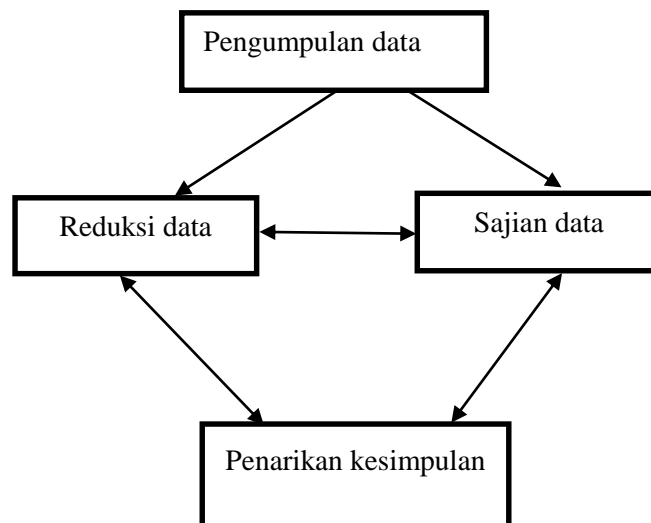 Pengumpulan data
Reduksi data
Sajian data
Penarikan kesimpulan